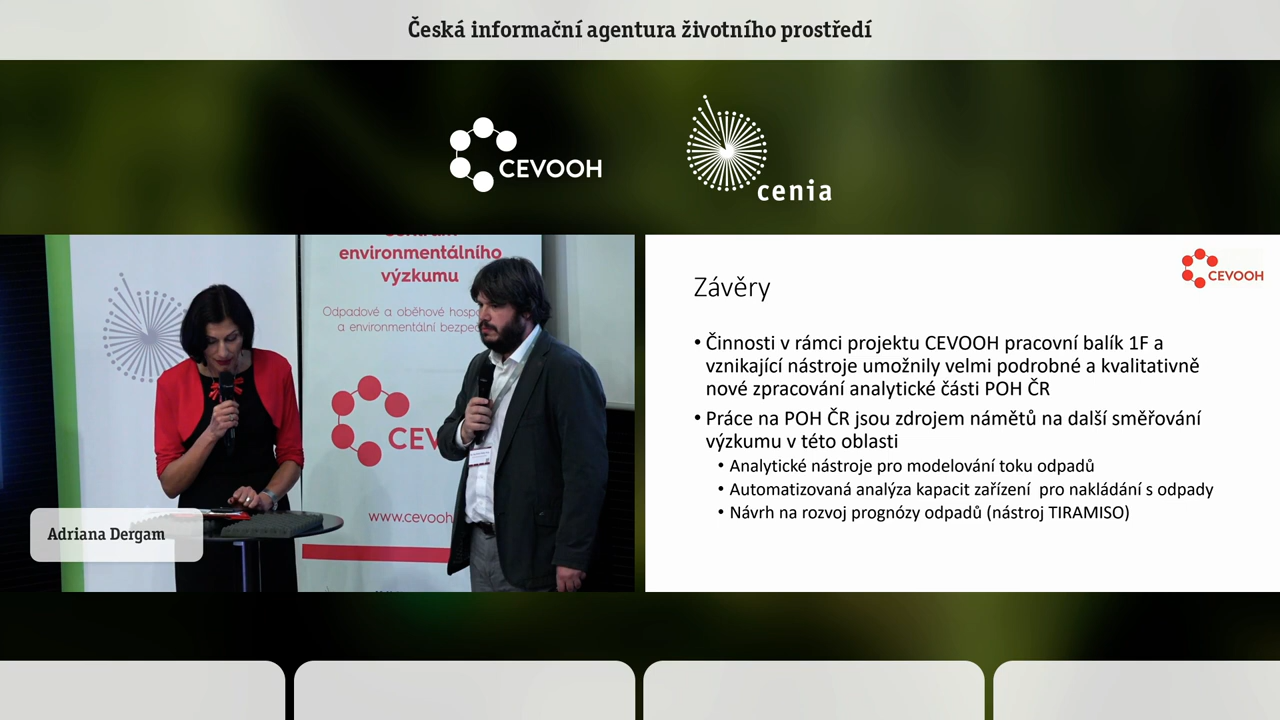 Česká informační agentura životního prostředí
CEVOOH
cenia
environmentálního
výzkumu
Odpadové a oběhové
a environmentální
CEV
www.cevooh
Adriana Dergam
CEVOOH
Závěry
• Činnosti v rámci projektu CEVOOH pracovní balík 1F a
vznikající nástroje umožnily velmi podrobné a kvalitativně
nové zpracování analytické části POH ČR
• Práce na POH ČR jsou zdrojem námětů na další směřování
výzkumu v této oblasti
• Analytické nástroje pro modelování toku odpadů
• Automatizovaná analýza kapacit zařízení pro nakládání s odpady
• Návrh na rozvoj prognózy odpadů (nástroj TIRAMISO)